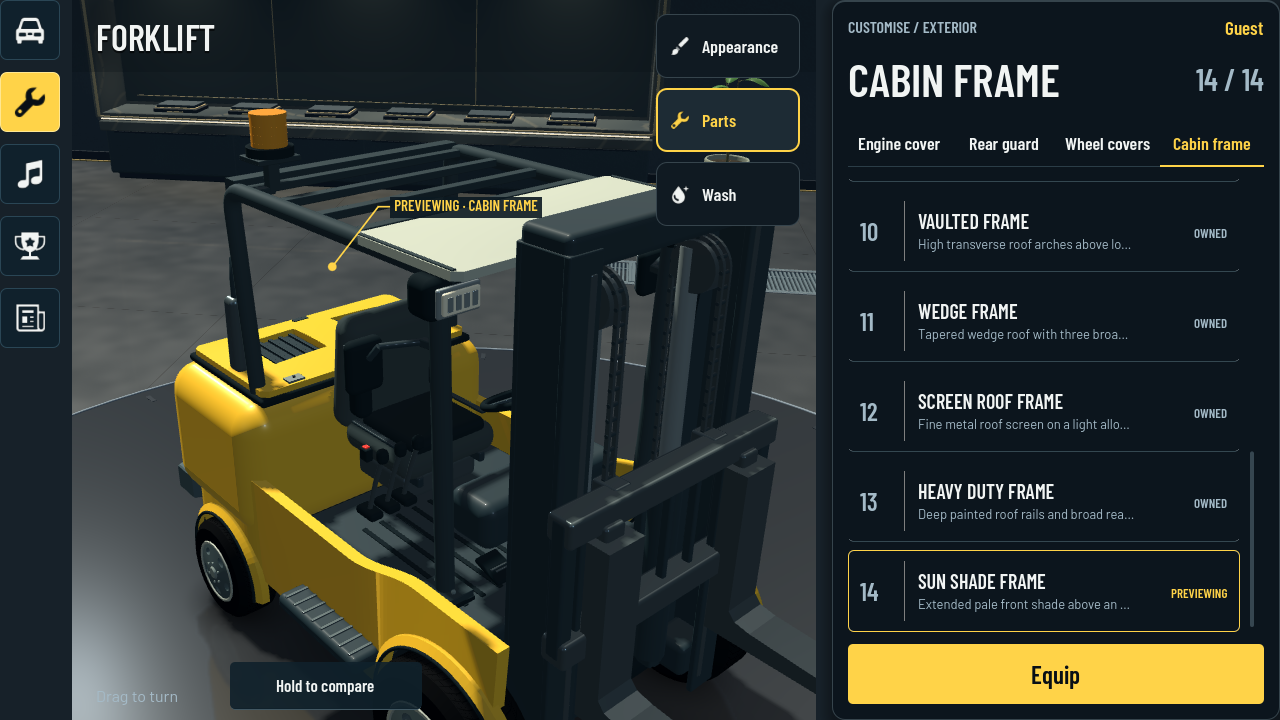 FORKLIFT
Appearance
Parts
Wash
PREVIEWING · CABIN FRAME
Hold to compare
Drag to turn
CUSTOMISE / EXTERIOR
Guest
CABIN FRAME
14 / 14
Engine cover
Rear guard
Wheel covers
Cabin frame
10
VAULTED FRAME
High transverse roof arches above lo...
OWNED
11
WEDGE FRAME
Tapered wedge roof with three broa...
OWNED
12
SCREEN ROOF FRAME
Fine metal roof screen on a light allo...
OWNED
13
HEAVY DUTY FRAME
Deep painted roof rails and broad rea...
OWNED
14
SUN SHADE FRAME
Extended pale front shade above an ...
PREVIEWING
Equip